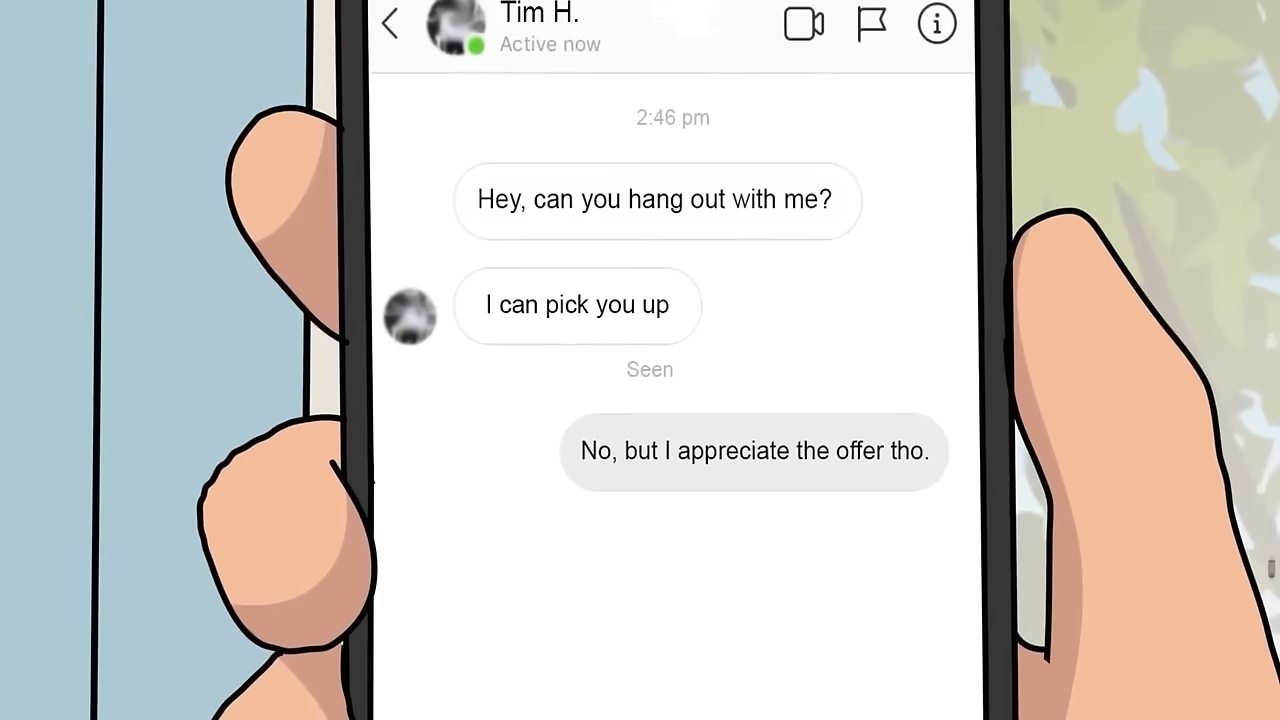 Tim H.
Active now
2:46 pm
Hey, can you hang out with me?
I can pick you up
Seen
No, but I appreciate the offer tho.